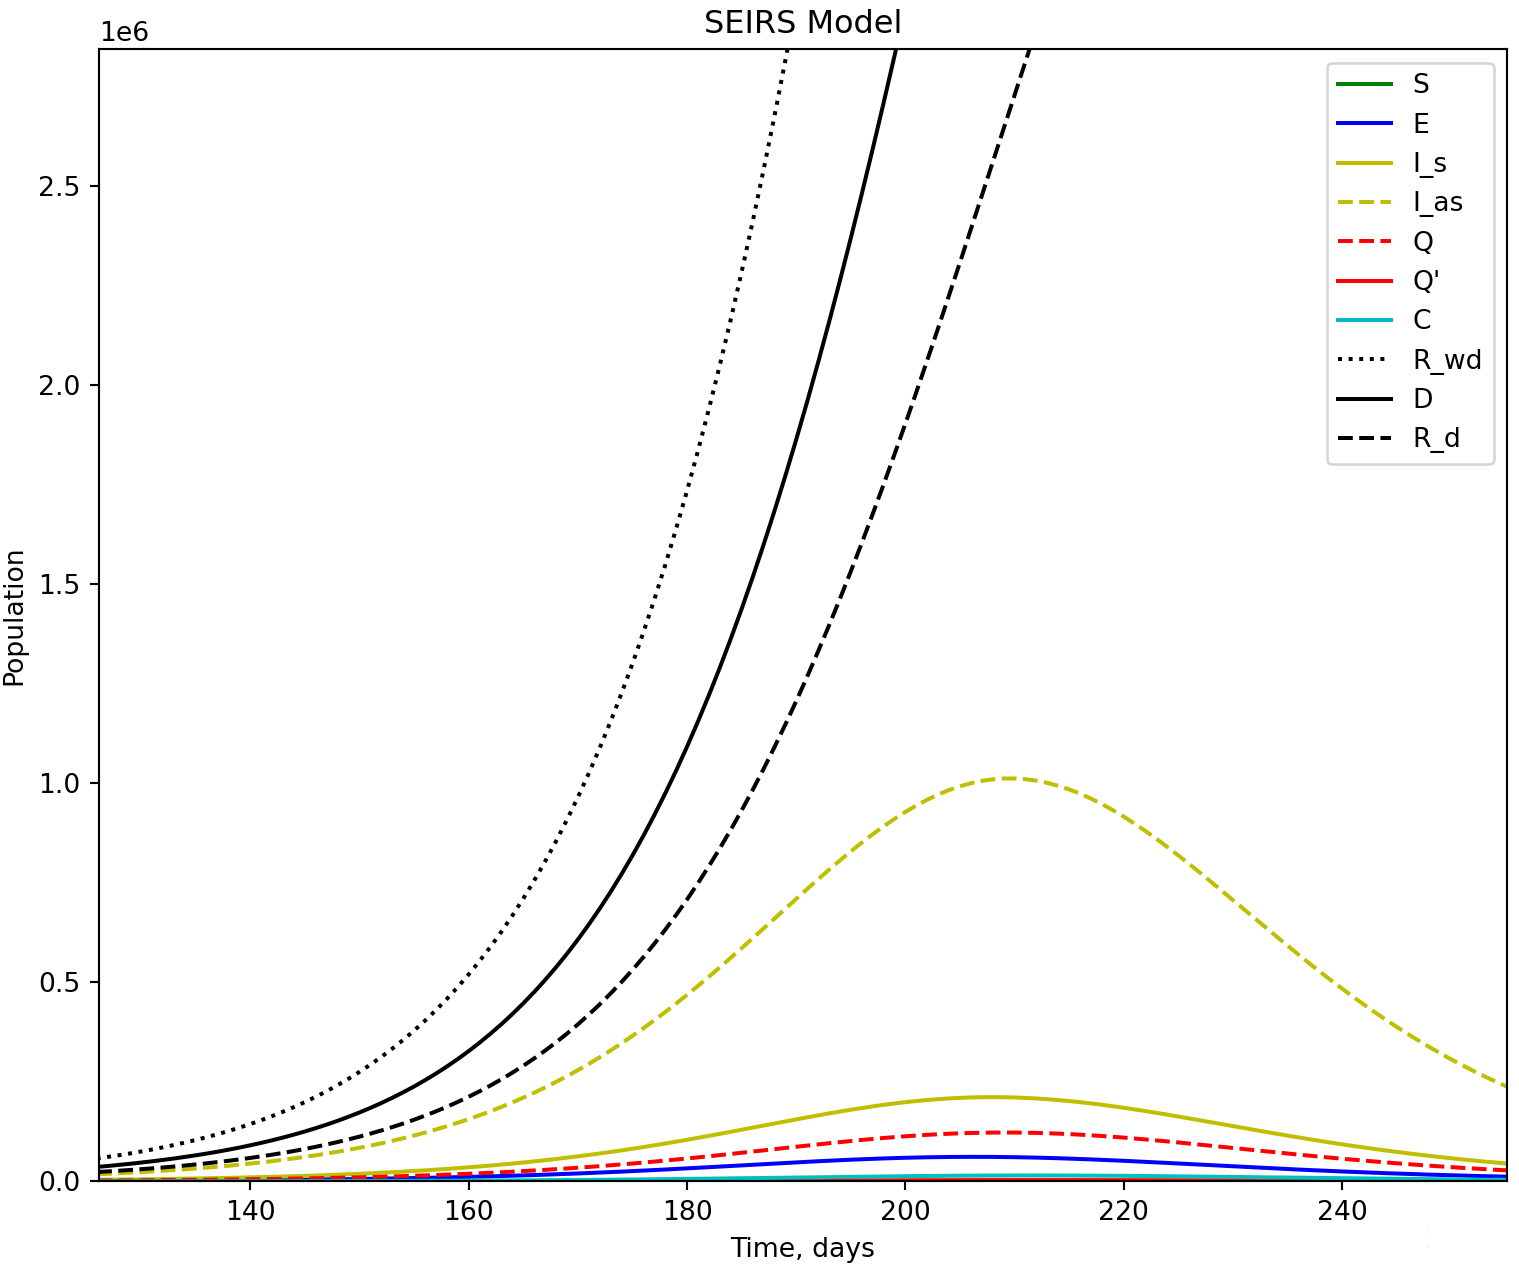 SEIRS Model
1e6
2.5
2.0
1.5
1.0
0.5
0.0
Population
S
E
I_s
I_as
Q
Q'
C
R_wd
D
R_d
140 160 180 200 220 240
Time, days